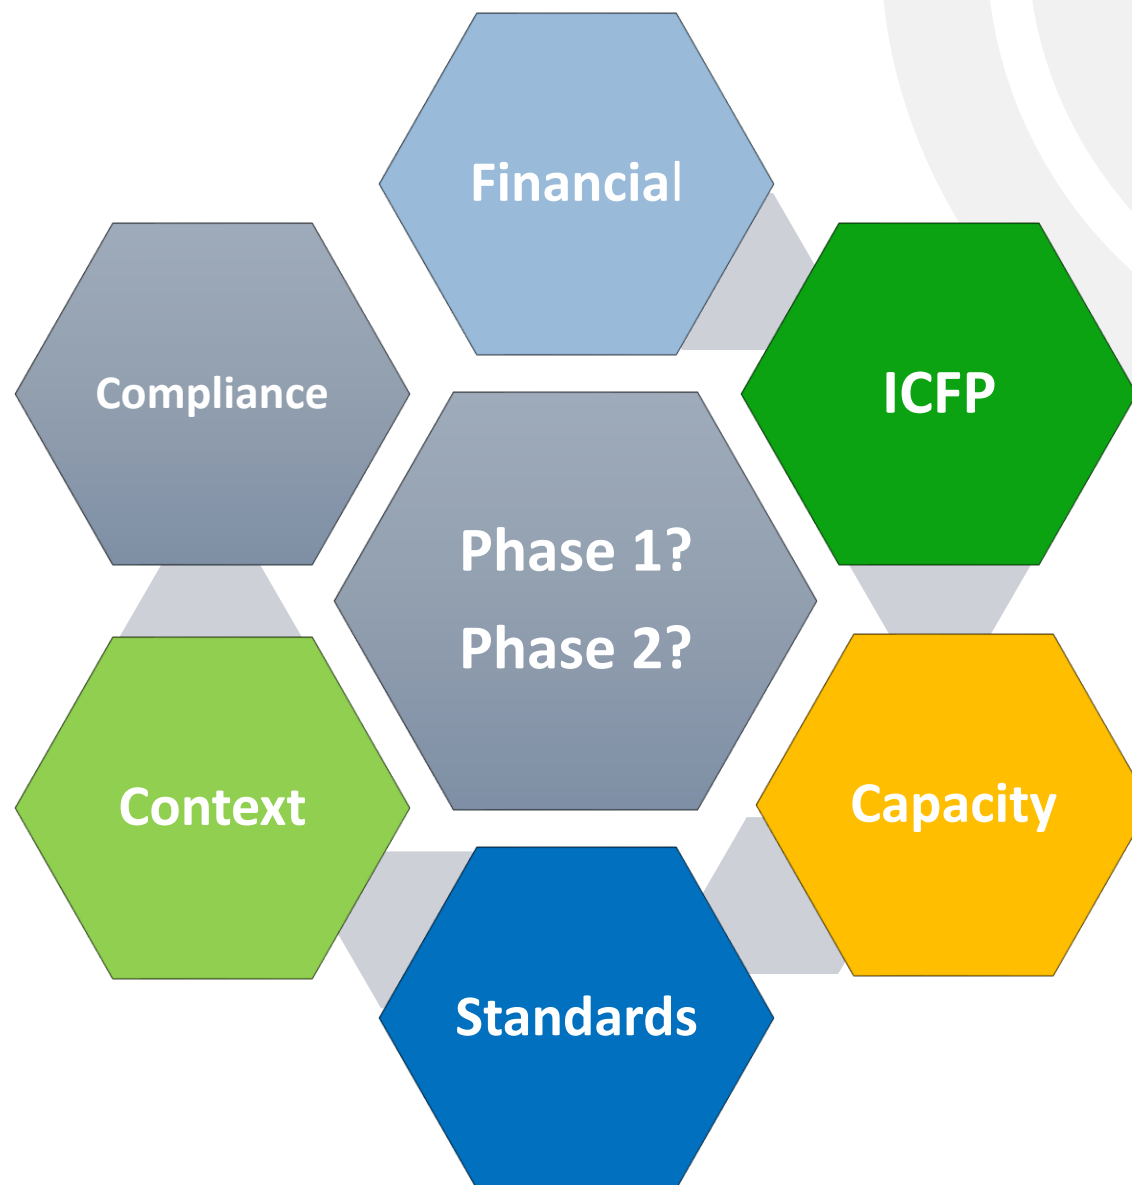 Financial
Compliance
ICFP
Phase 1?
Phase 2?
Context
Capacity
Standards